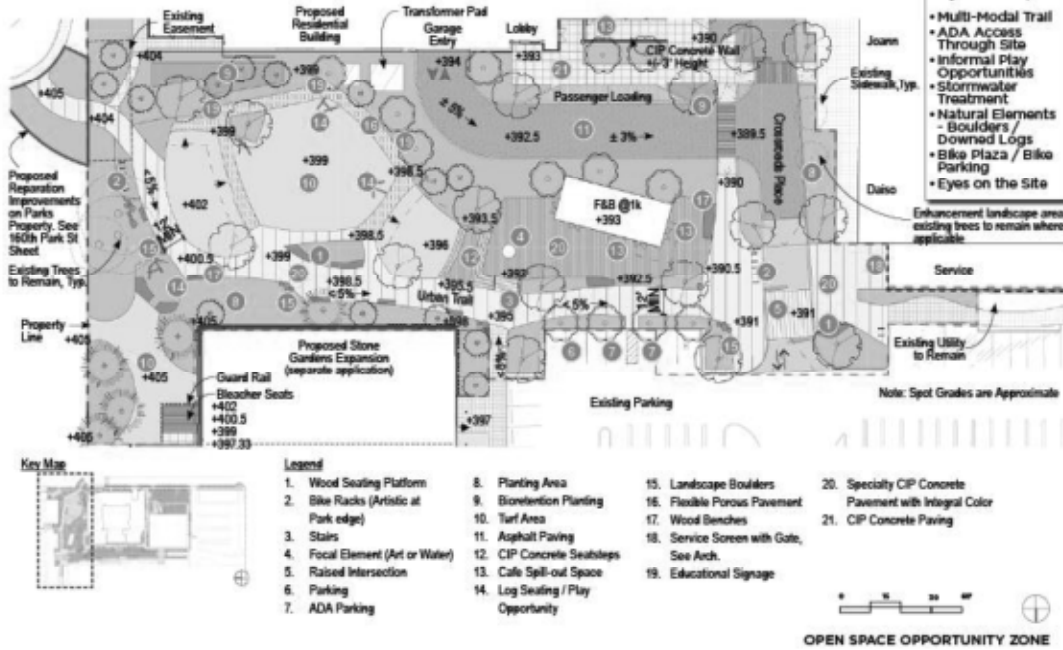 Existing
Easement
Proposed
Residential
Building
Transformer Pad
Garage
Entry
Lobby
+393
+394
+390
CIP Concrete Wall
+/-3' Height
Joann
Existing
Sidewalk, Typ.
• Multi-Modal Trail
• ADA Access
Through Site
• Informal Play
Opportunities
• Stormwater
Treatment
• Natural Elements
- Boulders /
Downed Logs
• Bike Plaza / Bike
Parking
• Eyes on the Site
+404
+405
+404
+399
+399
± 5%
Passenger Loading
+392.5
± 3%
+389.5
Crossroads Place
+399
+398.5
+402
<5%
12'
MIN
Proposed
Reparation
Improvements
on Parks
Property. See
160th Park St
Sheet
Existing Trees
to Remain, Typ.
F&B @1k
+393
+390
Daiso
Enhancement landscape area
existing trees to remain where
applicable
+393.5
+398.5
+396
+400.5
+399
+398.5
<5%
+395.5
Urban Trail
+392.5
+390.5
12'
MIN
Service
+395
<5%
+391
+391
Existing Utility
to Remain
Property
Line
+405
+405
+405
Proposed Stone
Gardens Expansion
(separate application)
Guard Rail
Bleacher Seats
+402
+400.5
+399
+397.33
<5%
+397
Existing Parking
Note: Spot Grades are Approximate
Key Map
Legend
1. Wood Seating Platform
2. Bike Racks (Artistic at
Park edge)
3. Stairs
4. Focal Element (Art or Water)
5. Raised Intersection
6. Parking
7. ADA Parking
8. Planting Area
9. Bioretention Planting
10. Turf Area
11. Asphalt Paving
12. CIP Concrete Seatsteps
13. Cafe Spill-out Space
14. Log Seating / Play
Opportunity
15. Landscape Boulders
16. Flexible Porous Pavement
17. Wood Benches
18. Service Screen with Gate,
See Arch.
19. Educational Signage
20. Specialty CIP Concrete
Pavement with Integral Color
21. CIP Concrete Paving
OPEN SPACE OPPORTUNITY ZONE